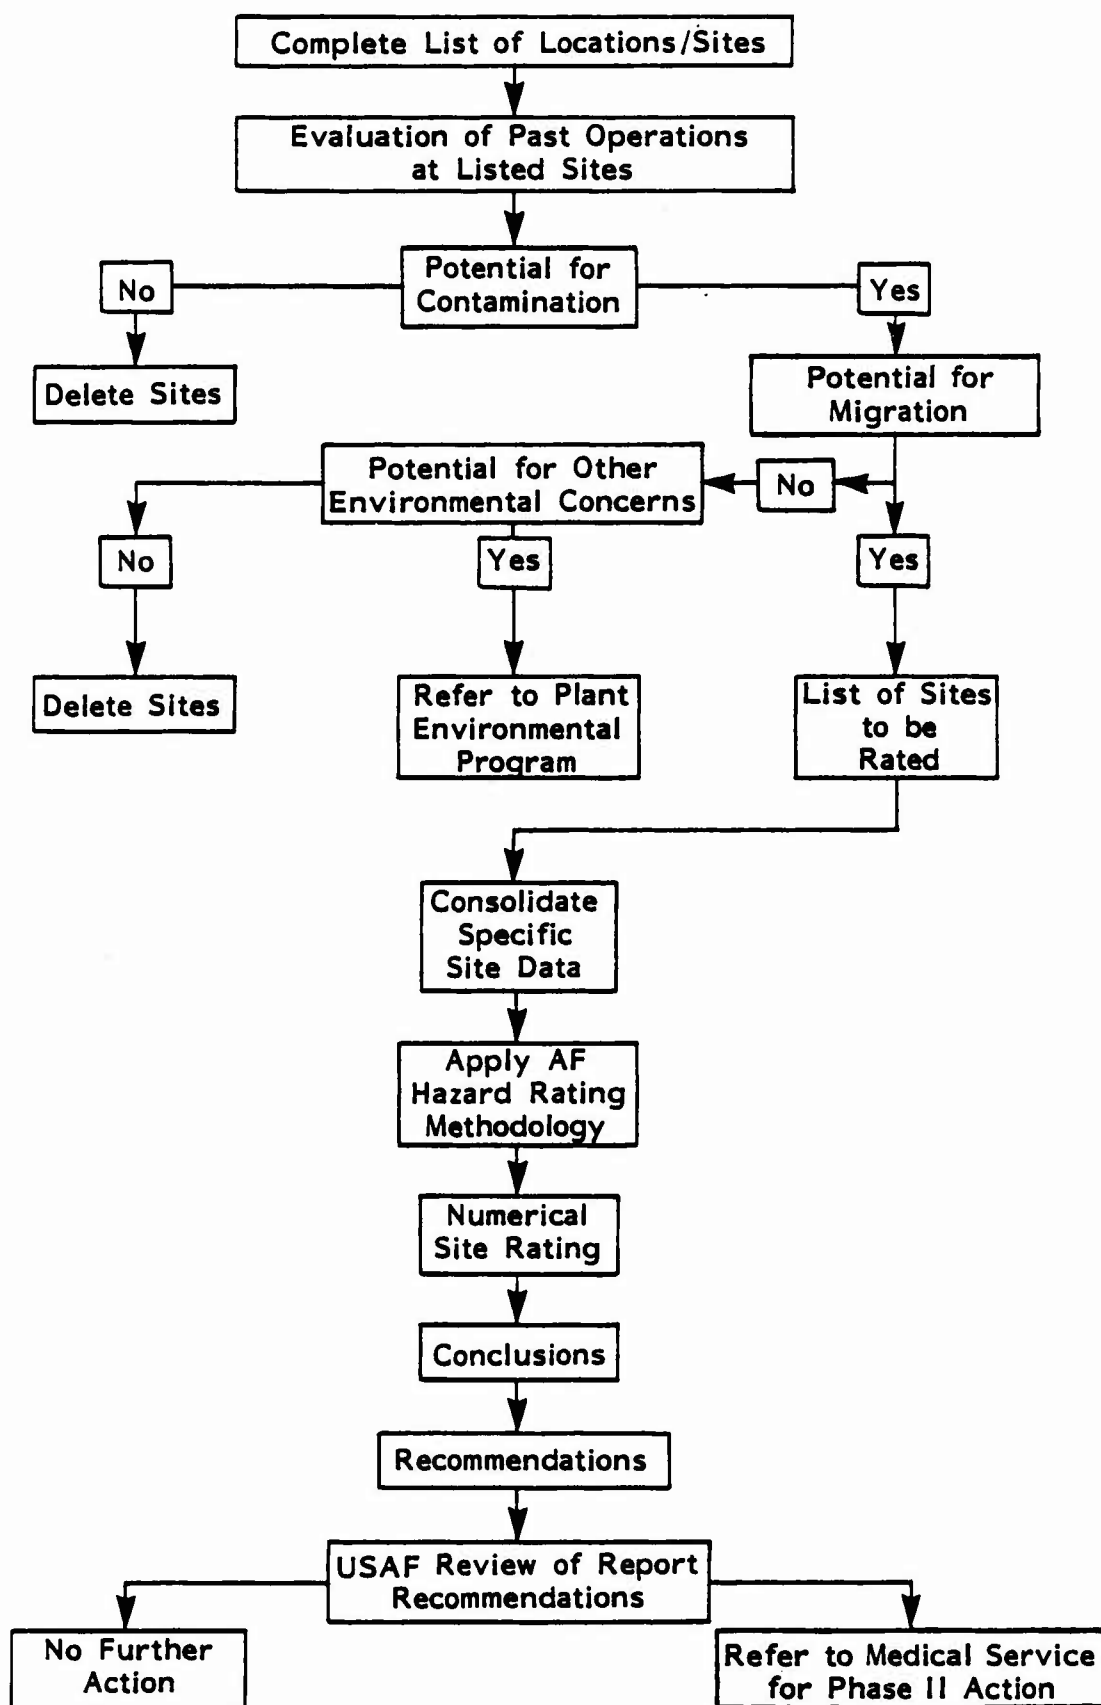 Complete List of Locations/Sites
Evaluation of Past Operations
at Listed Sites
Potential for
Contamination
No
Yes
Delete Sites
Potential for
Migration
Potential for Other
Environmental Concerns
No
No
Yes
Yes
Delete Sites
Refer to Plant
Environmental
Program
List of Sites
to be
Rated
Consolidate
Specific
Site Data
Apply AF
Hazard Rating
Methodology
Numerical
Site Rating
Conclusions
Recommendations
USAF Review of Report
Recommendations
No Further
Action
Refer to Medical Service
for Phase II Action